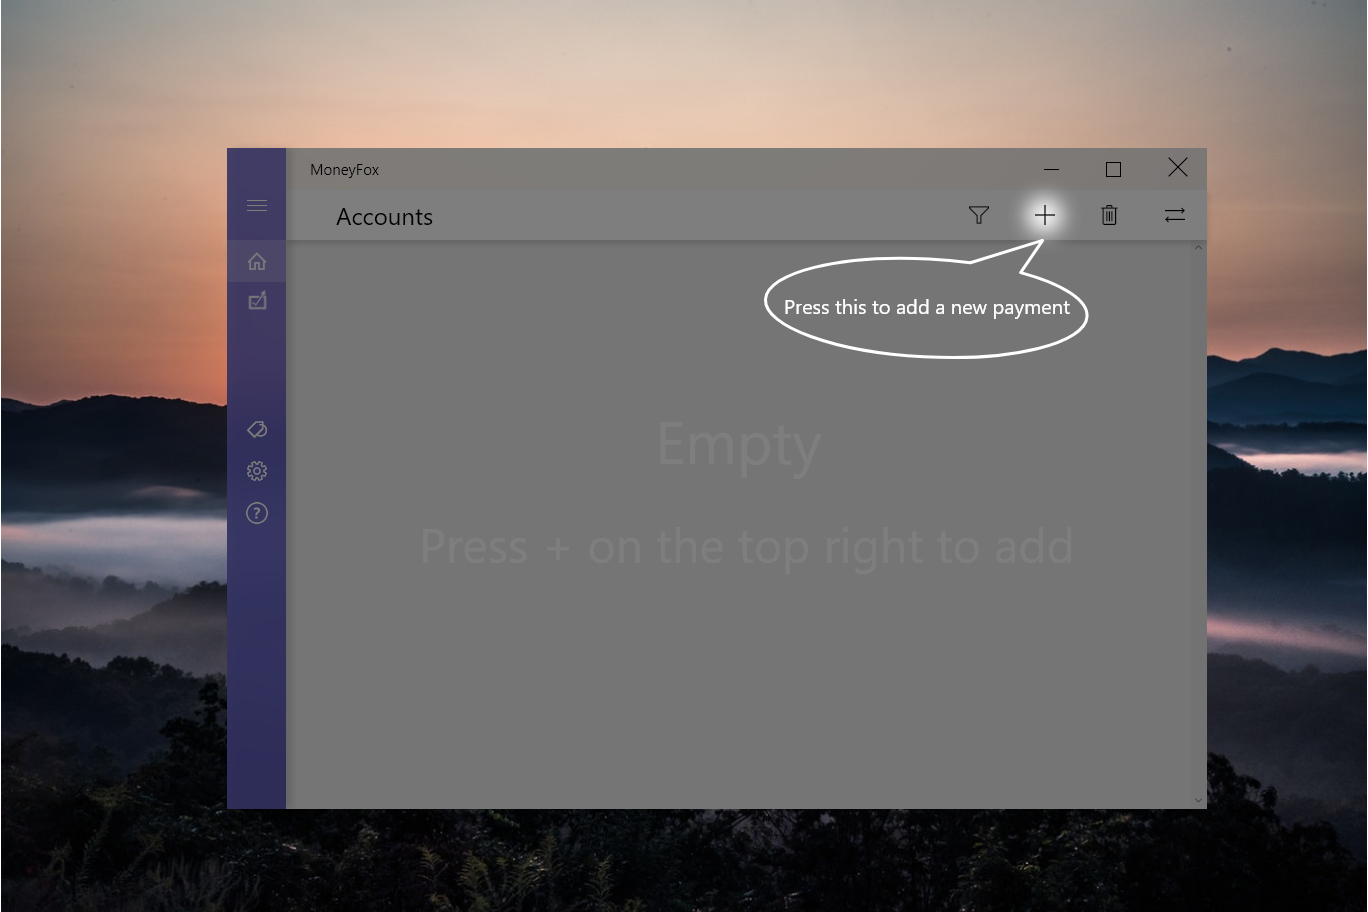 MoneyFox
Accounts
Press this to add a new payment
Empty
Press + on the top right to add